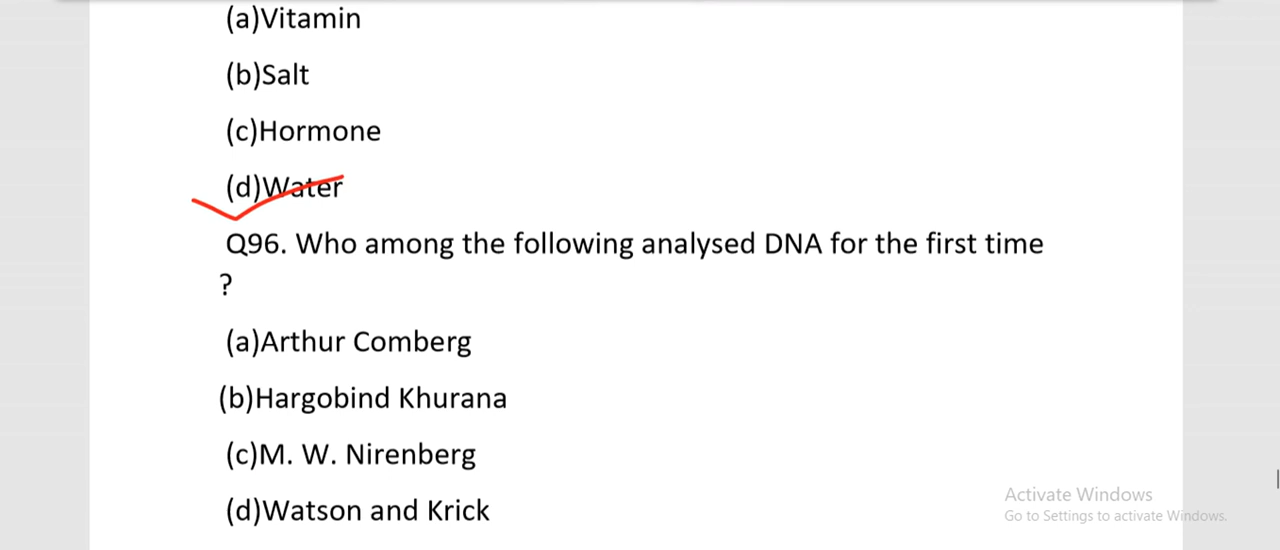 (a)Vitamin
(b)Salt
(c)Hormone
(d)Water
Q96. Who among the following analysed DNA for the first time
?
(a)Arthur Comberg
(b)Hargobind Khurana
(c)M. W. Nirenberg
(d)Watson and Krick
Activate Windows
Go to Settings to activate Windows.